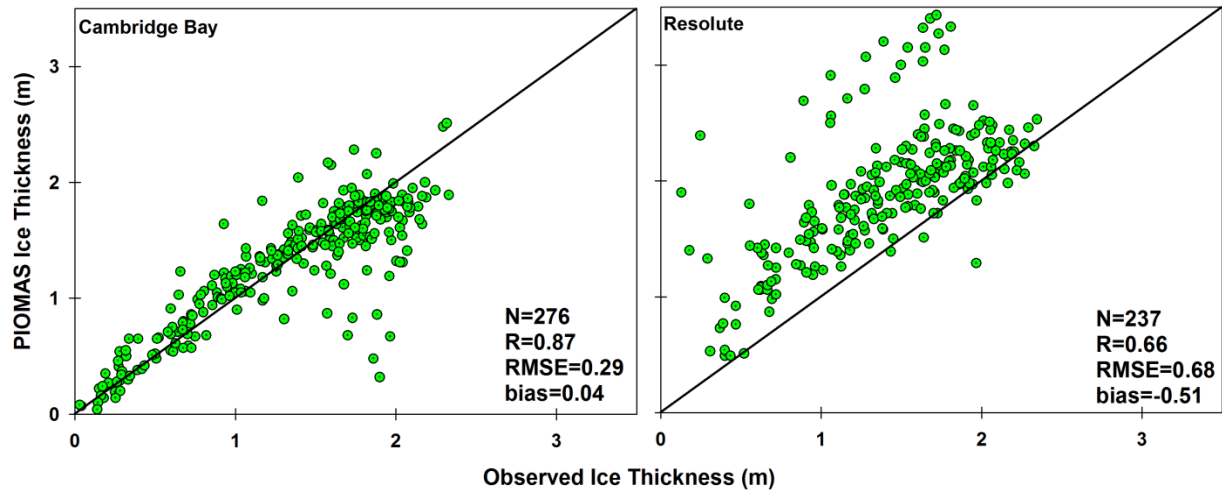 Cambridge Bay
Resolute
PIOMAS Ice Thickness (m)
3
2
1
0
N=276
R=0.87
RMSE=0.29
bias=0.04
N=237
R=0.66
RMSE=0.68
bias=-0.51
0
1
2
3
0
1
2
3
Observed Ice Thickness (m)